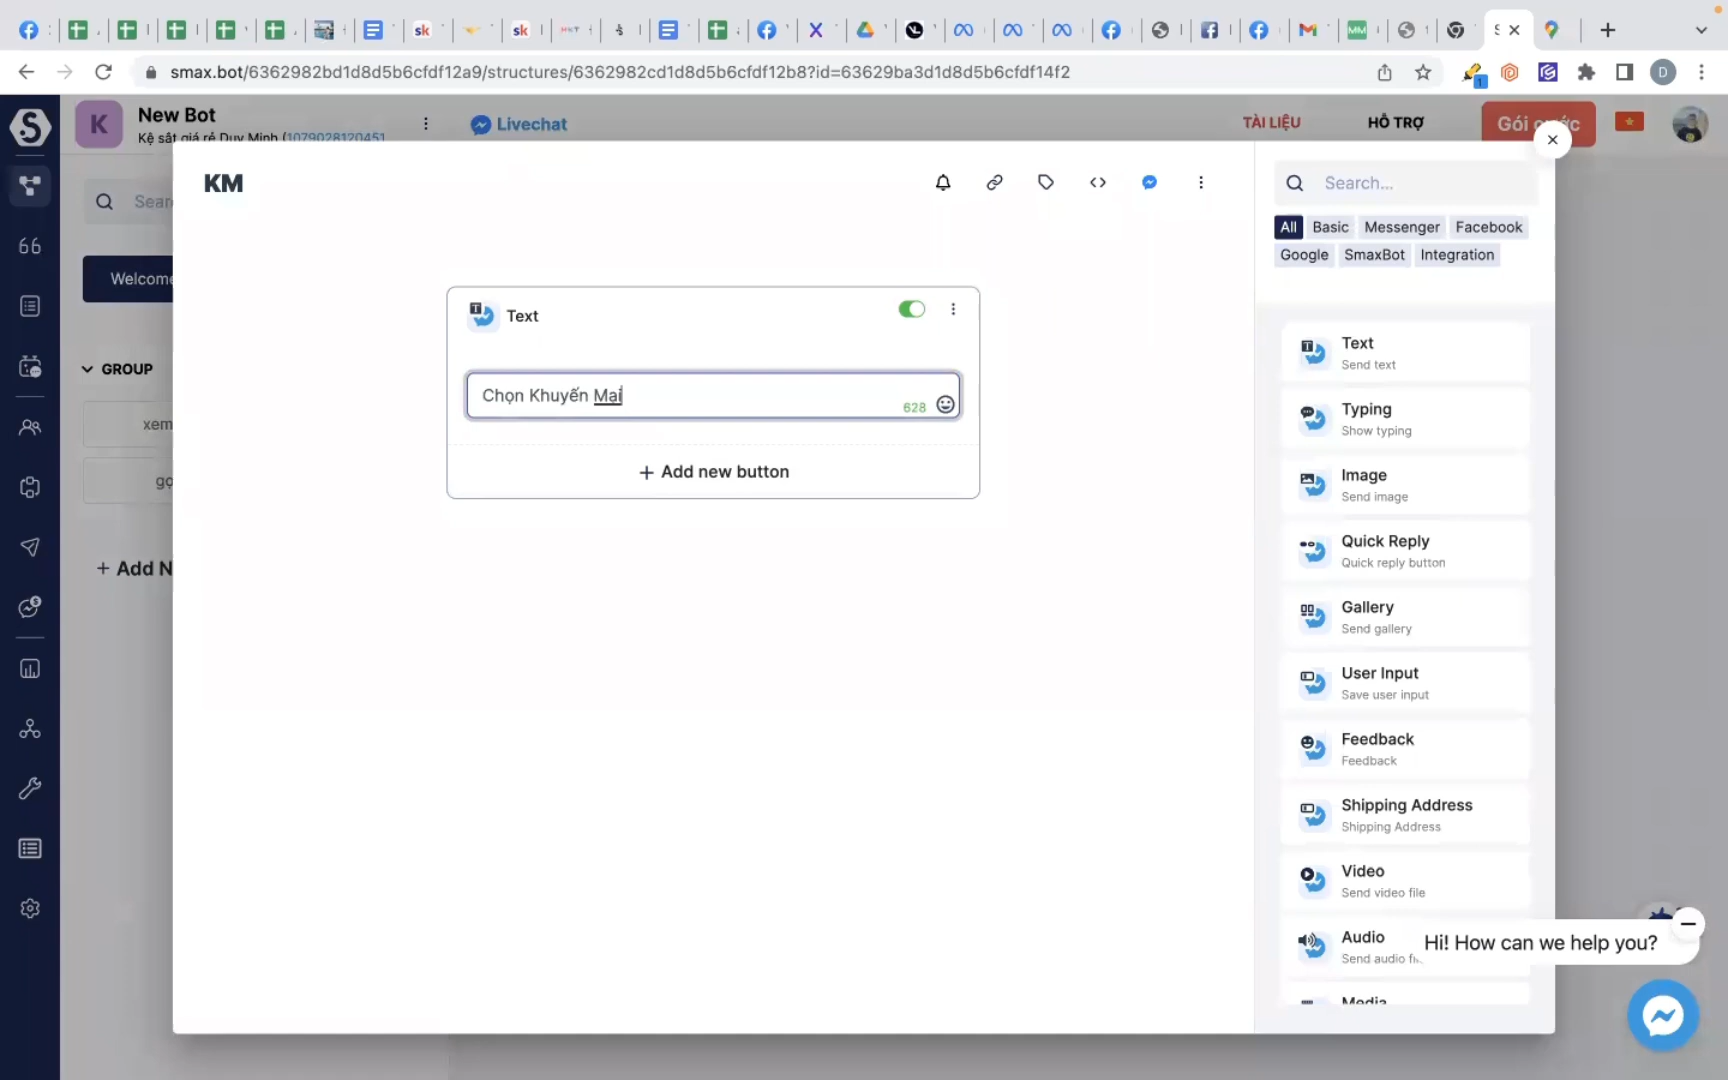 smax.bot/6362982bd1d8d5b6cfdf12a9/structures/6362982cd1d8d5b6cfdf12b8?id=63629ba3d1d8d5b6cfdf14f2
K
New Bot
Kệ sắt giá rẻ Duy Minh (1079028120451
Livechat
TÀI LIỆU
HỖ TRỢ
Gói cước
Sear
Welcome
GROUP
xem
gọ
+ Add N
KM
Text
Chọn Khuyến Mai
628
+ Add new button
Search...
All
Basic
Messenger
Facebook
Google
SmaxBot
Integration
Text
Send text
Typing
Show typing
Image
Send image
Quick Reply
Quick reply button
Gallery
Send gallery
User Input
Save user input
Feedback
Feedback
Shipping Address
Shipping Address
Video
Send video file
Audio
Send audio fi
Media
Hi! How can we help you?